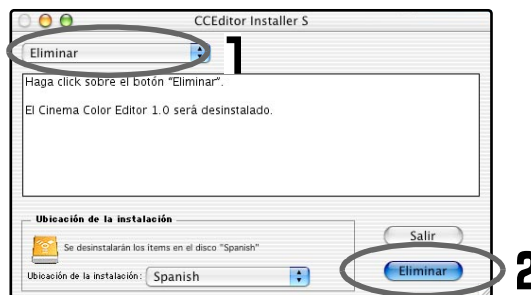 CCEditor Installer S
Eliminar
1
Haga click sobre el botón "Eliminar".
El Cinema Color Editor 1.0 será desinstalado.
Ubicación de la instalación
Se desinstalarán los items en el disco "Spanish"
Ubicación de la instalación: Spanish
Salir
Eliminar
2